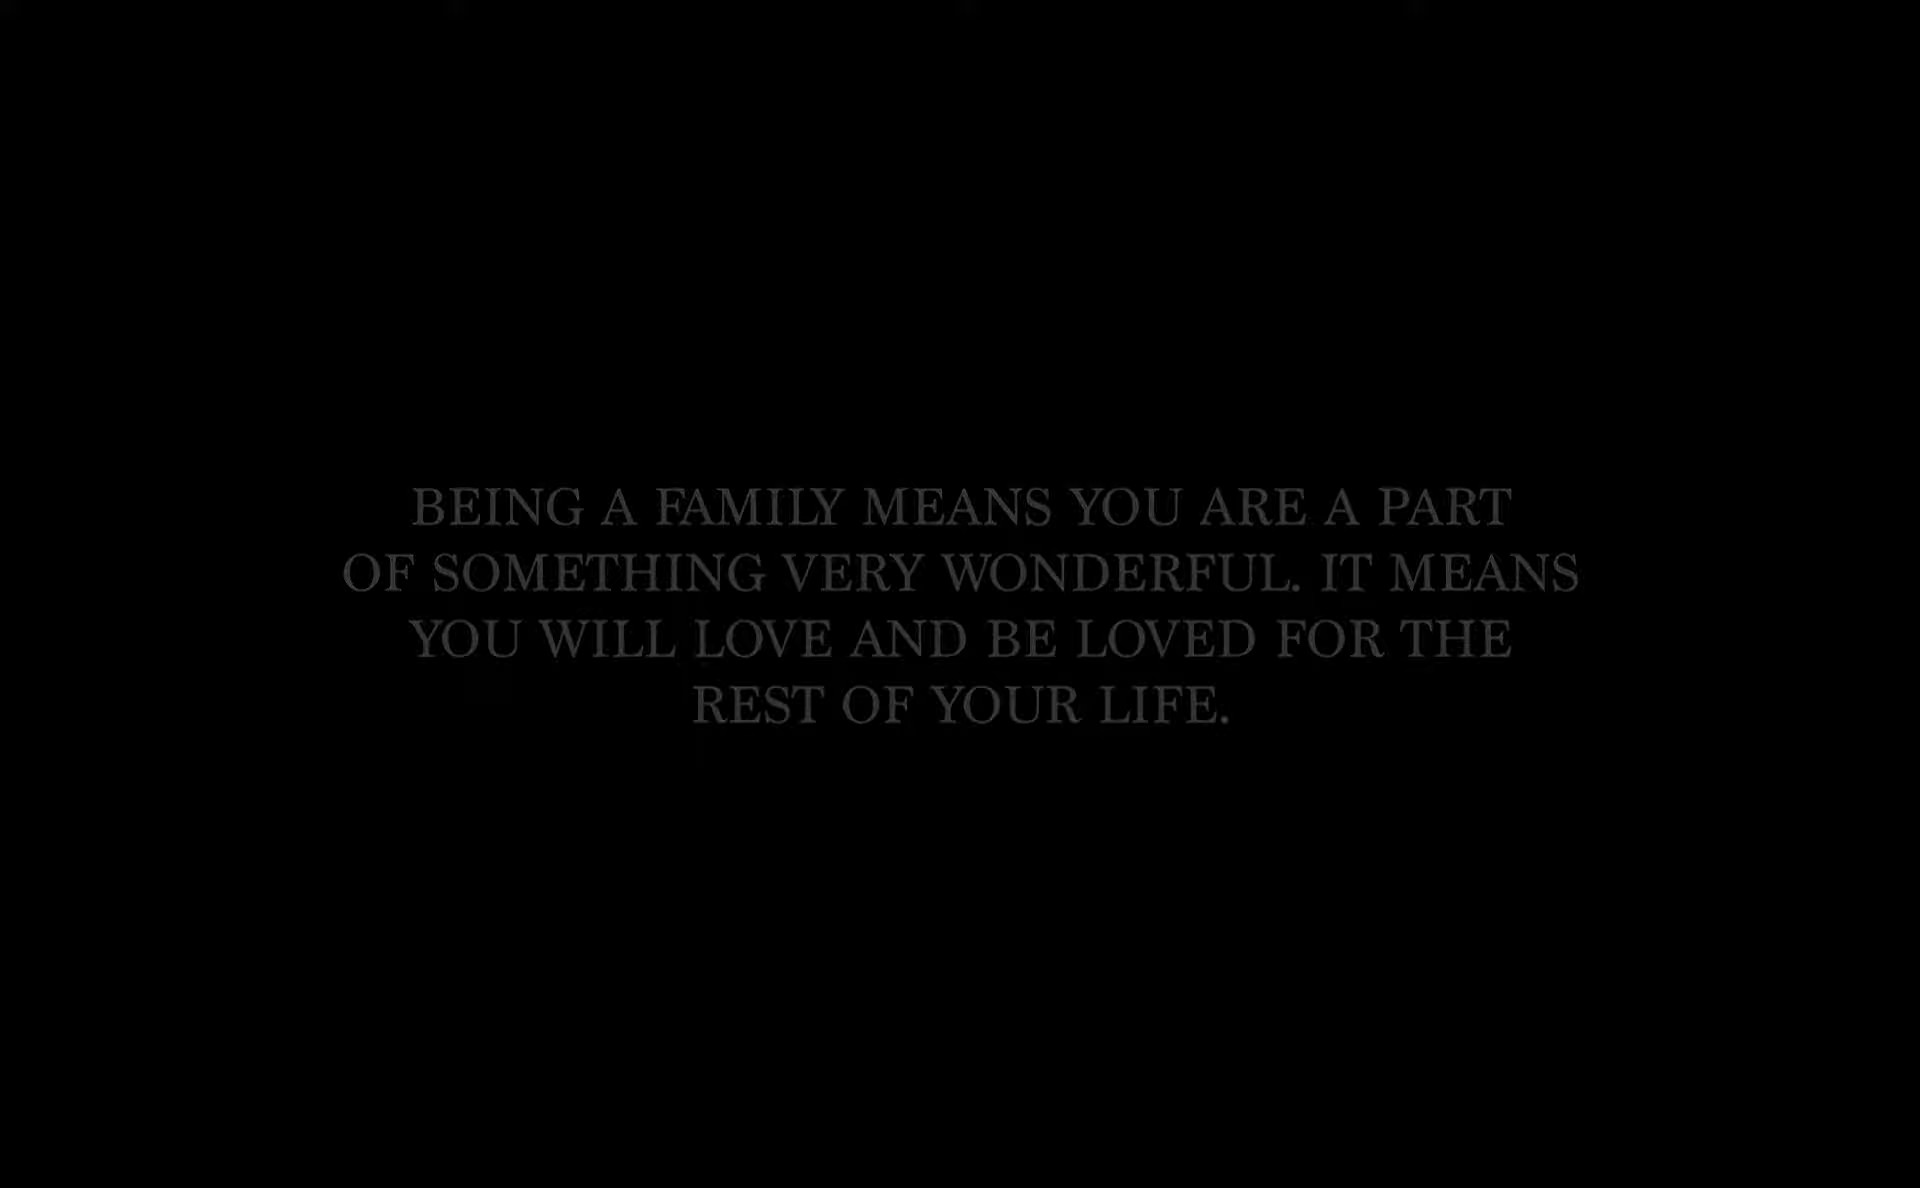 BEING A FAMILY MEANS YOU ARE A PART
OF SOMETHING VERY WONDERFUL. IT MEANS
YOU WILL LOVE AND BE LOVED FOR THE
REST OF YOUR LIFE.